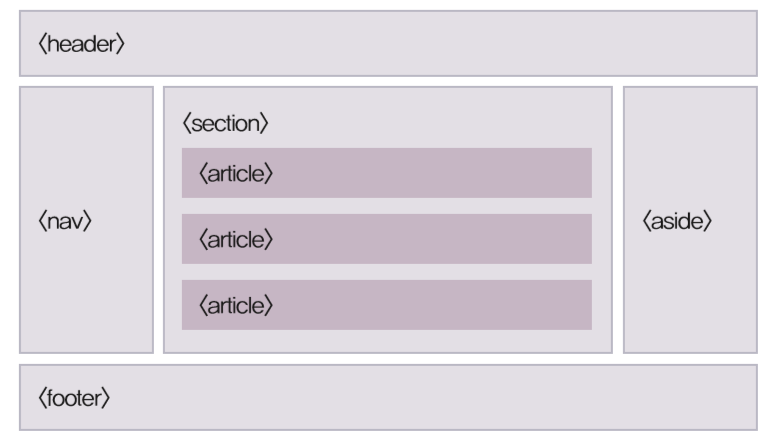 〈header〉
〈nav〉
〈section〉
〈article〉
〈article〉
〈article〉
〈aside〉
〈footer〉